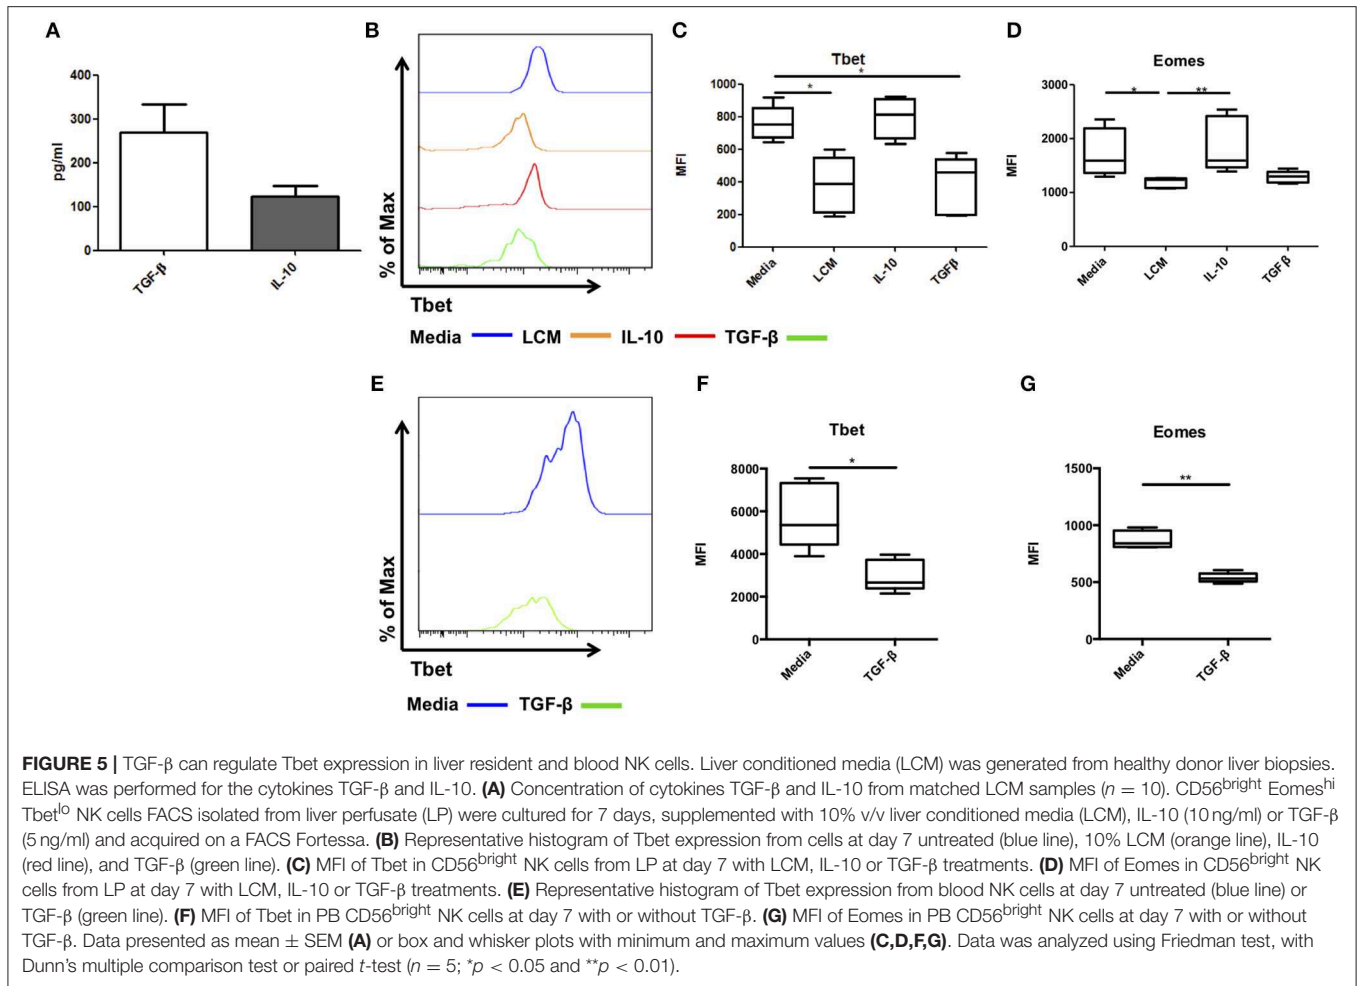 A
400
300
200
100
0
pg/ml
TGF-β
IL-10
B
% of Max
Tbet
Media LCM IL-10 TGF-β
C
Tbet
*
*
1000
800
600
400
200
0
MFI
Media
LCM
IL-10
TGFβ
D
Eomes
*
**
3000
2000
1000
0
MFI
Media
LCM
IL-10
TGFβ
E
% of Max
Tbet
Media TGF-β
F
Tbet
*
8000
6000
4000
2000
0
MFI
Media
TGF-β
G
Eomes
**
1500
1000
500
0
MFI
Media
TGF-β
FIGURE 5 | TGF-β can regulate Tbet expression in liver resident and blood NK cells. Liver conditioned media (LCM) was generated from healthy donor liver biopsies.
ELISA was performed for the cytokines TGF-β and IL-10. (A) Concentration of cytokines TGF-β and IL-10 from matched LCM samples (n = 10). CD56bright Eomeshi
Tbetlo NK cells FACS isolated from liver perfusate (LP) were cultured for 7 days, supplemented with 10% v/v liver conditioned media (LCM), IL-10 (10 ng/ml) or TGF-β
(5 ng/ml) and acquired on a FACS Fortessa. (B) Representative histogram of Tbet expression from cells at day 7 untreated (blue line), 10% LCM (orange line), IL-10
(red line), and TGF-β (green line). (C) MFI of Tbet in CD56bright NK cells from LP at day 7 with LCM, IL-10 or TGF-β treatments. (D) MFI of Eomes in CD56bright NK
cells from LP at day 7 with LCM, IL-10 or TGF-β treatments. (E) Representative histogram of Tbet expression from blood NK cells at day 7 untreated (blue line) or
TGF-β (green line). (F) MFI of Tbet in PB CD56bright NK cells at day 7 with or without TGF-β. (G) MFI of Eomes in PB CD56bright NK cells at day 7 with or without
TGF-β. Data presented as mean ± SEM (A) or box and whisker plots with minimum and maximum values (C,D,F,G). Data was analyzed using Friedman test, with
Dunn's multiple comparison test or paired t-test (n = 5; *p < 0.05 and **p < 0.01).